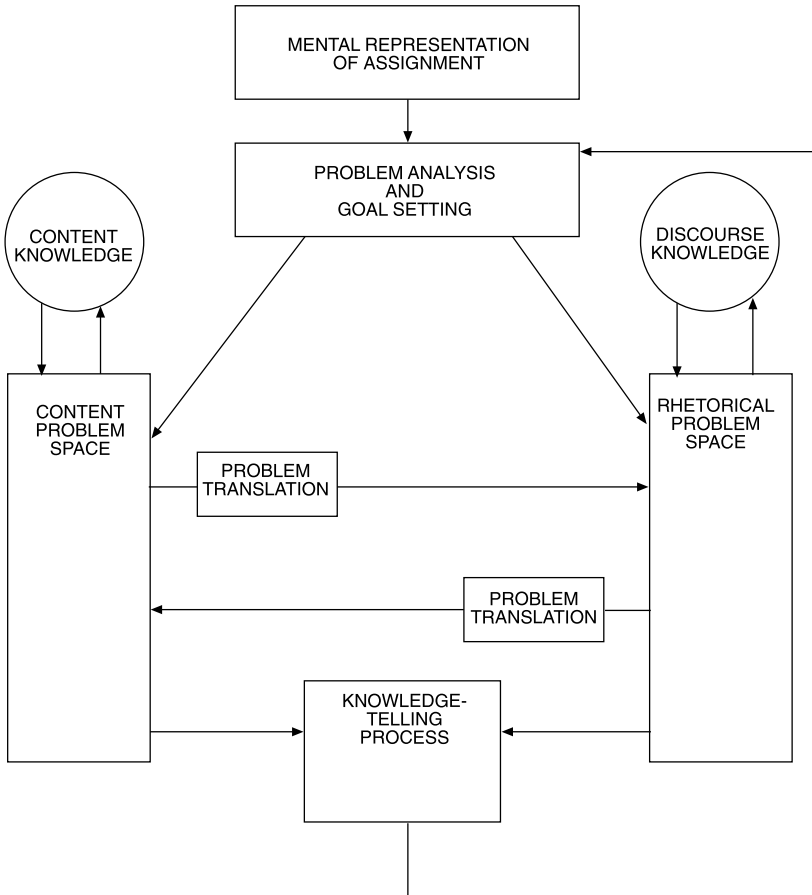 MENTAL REPRESENTATION
OF ASSIGNMENT
PROBLEM ANALYSIS
AND
GOAL SETTING
CONTENT
KNOWLEDGE
DISCOURSE
KNOWLEDGE
CONTENT
PROBLEM
SPACE
RHETORICAL
PROBLEM
SPACE
PROBLEM
TRANSLATION
PROBLEM
TRANSLATION
KNOWLEDGE-
TELLING
PROCESS